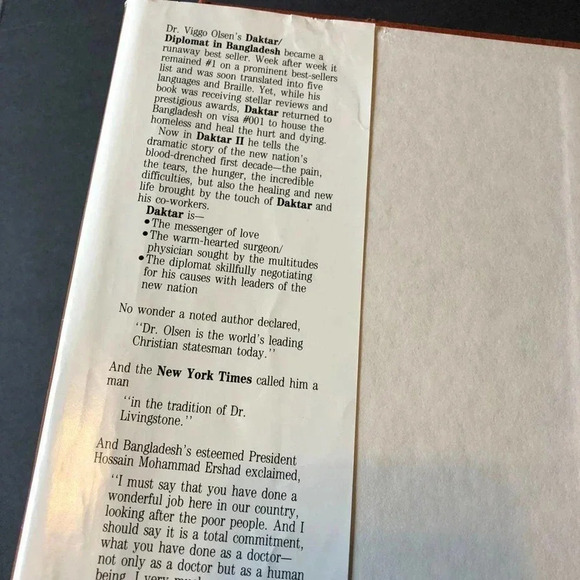 Dr. Viggo Olsen's Daktar/
Diplomat in Bangladesh became a
runaway best seller. Week after week it
remained #1 on a prominent best-sellers
list and was soon translated into five
languages and Braille. Yet, while his
book was receiving stellar reviews and
prestigious awards, Daktar returned to
Bangladesh on visa #001 to house the
homeless and heal the hurt and dying.
Now in Daktar II he tells the
dramatic story of the new nation's
blood-drenched first decade—the pain,
the tears, the hunger, the incredible
difficulties, but also the healing and new
life brought by the touch of Daktar and
his co-workers.
Daktar is—
•The messenger of love
•The warm-hearted surgeon/
physician sought by the multitudes
•The diplomat skillfully negotiating
for his causes with leaders of the
new nation
No wonder a noted author declared,
"Dr. Olsen is the world's leading
Christian statesman today."
And the New York Times called him a
man
"in the tradition of Dr.
Livingstone."
And Bangladesh's esteemed President
Hossain Mohammad Ershad exclaimed,
"I must say that you have done a
wonderful job here in our country,
looking after the poor people. And I
should say it is a total commitment,
what you have done as a doctor—
not only as a doctor but as a human
being. I very